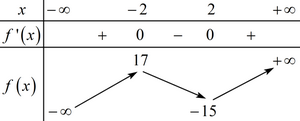 x −∞ −2 2 +∞
f'(x) + 0 − 0 +
17 +∞
f(x)
−∞ −15